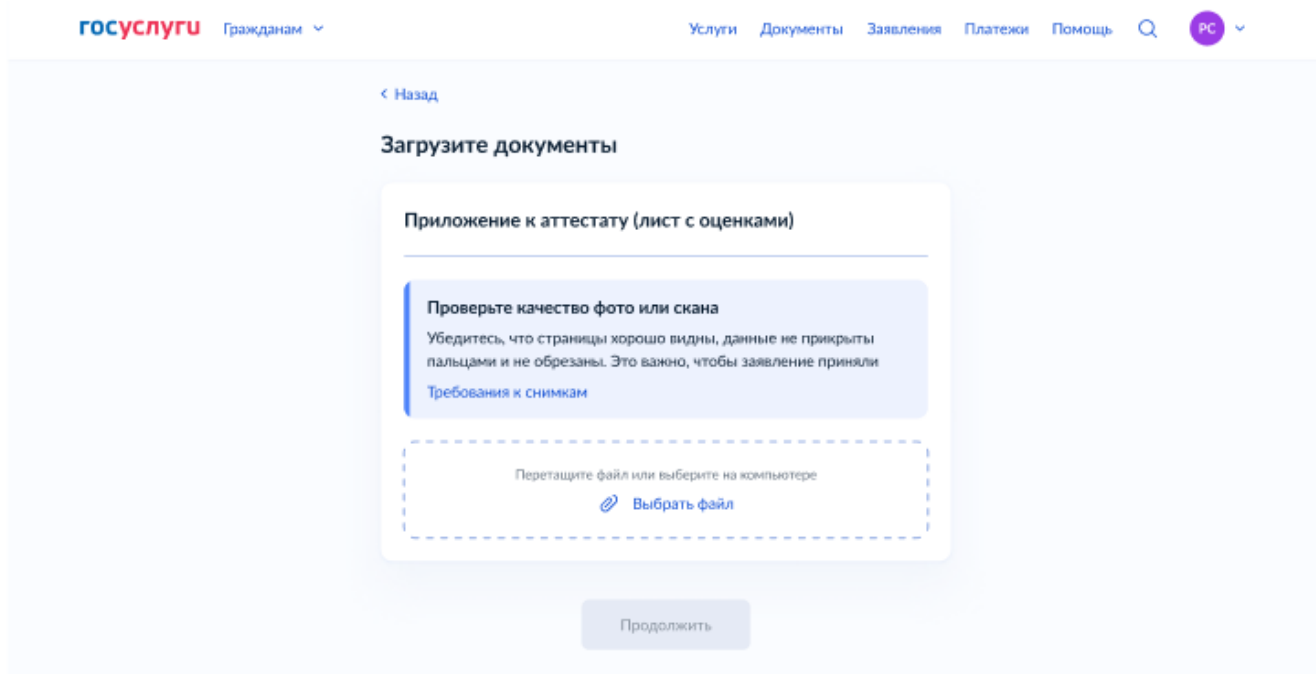 госуслуги Гражданам Услуги Документы Заявления Платежи Помощь РС
Назад
Загрузите документы
Приложение к аттестату (лист с оценками)
Проверьте качество фото или скана
Убедитесь, что страницы хорошо видны, данные не прикрыты
пальцами и не обрезаны. Это важно, чтобы заявление приняли
Требования к снимкам
Перетащите файл или выберите на компьютере
Выбрать файл
Продолжить